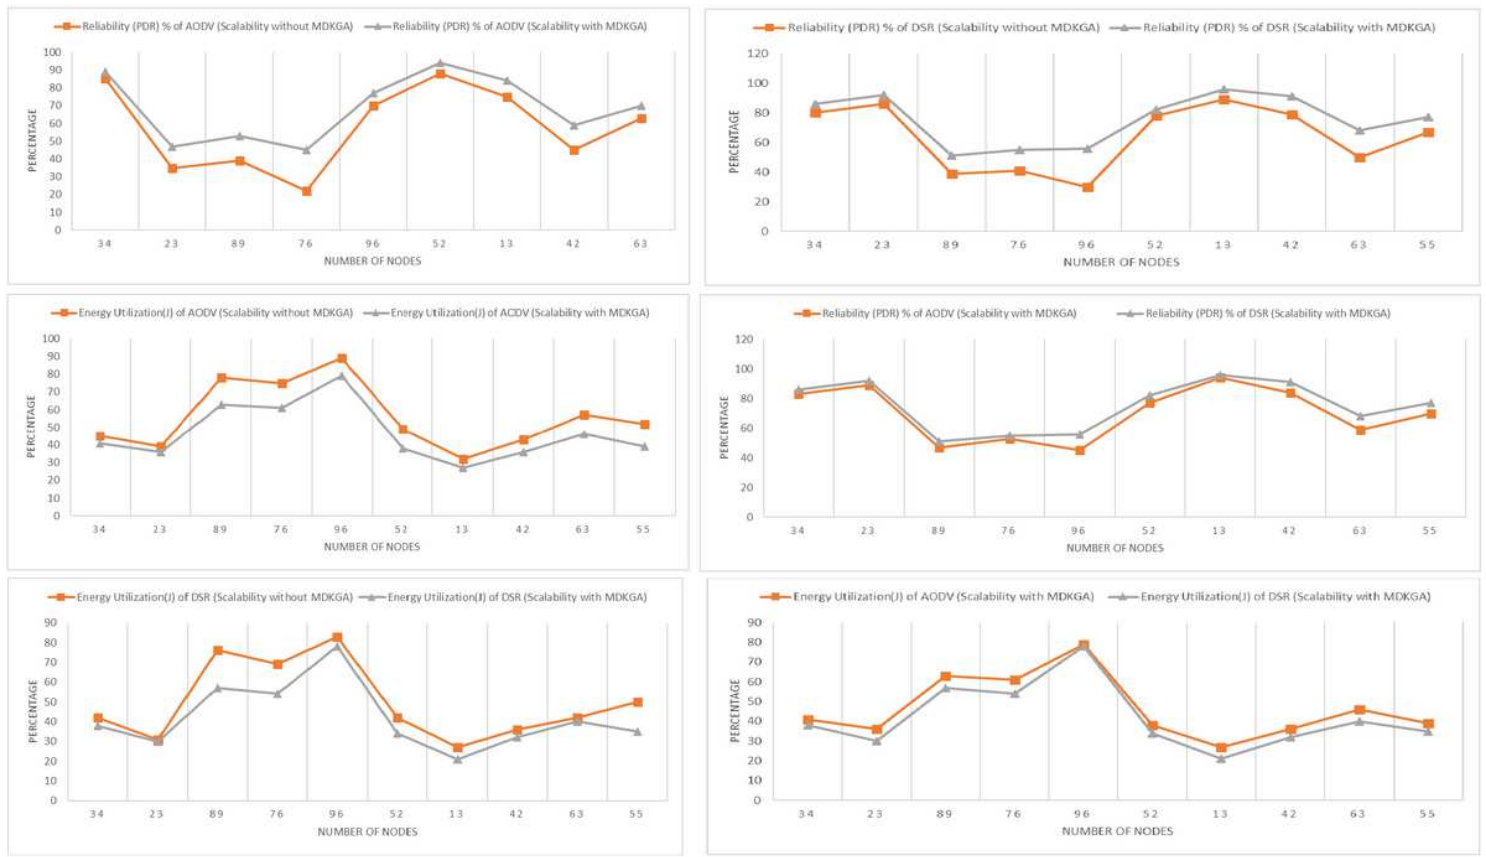 Reliability (PDR) % of AODV (Scalability without MDKGA) Reliability (PDR) % of AODV (Scalability with MDKGA)
100
90
80
70
60
50
40
30
20
10
0
PERCENTAGE
34 23 89 76 96 52 13 42 63
NUMBER OF NODES
Reliability (PDR) % of DSR (Scalability without MDKGA) Reliability (PDR) % of DSR (Scalability with MDKGA)
120
100
80
60
40
20
0
PERCENTAGE
34 23 89 76 96 52 13 42 63 55
NUMBER OF NODES
Energy Utilization(J) of AODV (Scalability without MDKGA) Energy Utilization(J) of AODV (Scalability with MDKGA)
100
90
80
70
60
50
40
30
20
10
0
PERCENTAGE
34 23 89 76 96 52 13 42 63 55
NUMBER OF NODES
Reliability (PDR) % of AODV (Scalability with MDKGA) Reliability (PDR) % of DSR (Scalability with MDKGA)
120
100
80
60
40
20
0
PERCENTAGE
34 23 89 76 96 52 13 42 63 55
NUMBER OF NODES
Energy Utilization(J) of DSR (Scalability without MDKGA) Energy Utilization(J) of DSR (Scalability with MDKGA)
90
80
70
60
50
40
30
20
10
0
PERCENTAGE
34 23 89 76 96 52 13 42 63 55
NUMBER OF NODES
Energy Utilization(J) of AODV (Scalability with MDKGA) Energy Utilization(J) of DSR (Scalability with MDKGA)
90
80
70
60
50
40
30
20
10
0
PERCENTAGE
34 23 89 76 96 52 13 42 63 55
NUMBER OF NODES